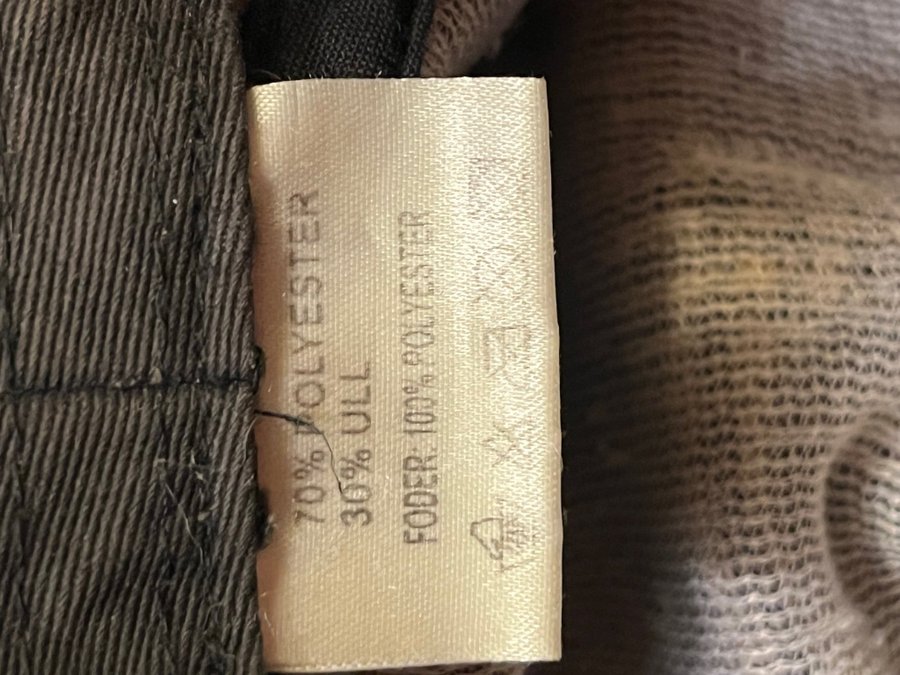 70% POLYESTER
30% ULL
FODER: 100% POLYESTER